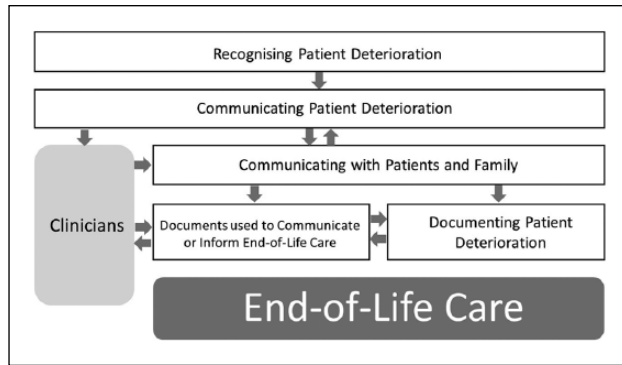 Recognising Patient Deterioration
Communicating Patient Deterioration
Communicating with Patients and Family
Clinicians
Documents used to Communicate
or Inform End-of-Life Care
Documenting Patient
Deterioration
End-of-Life Care